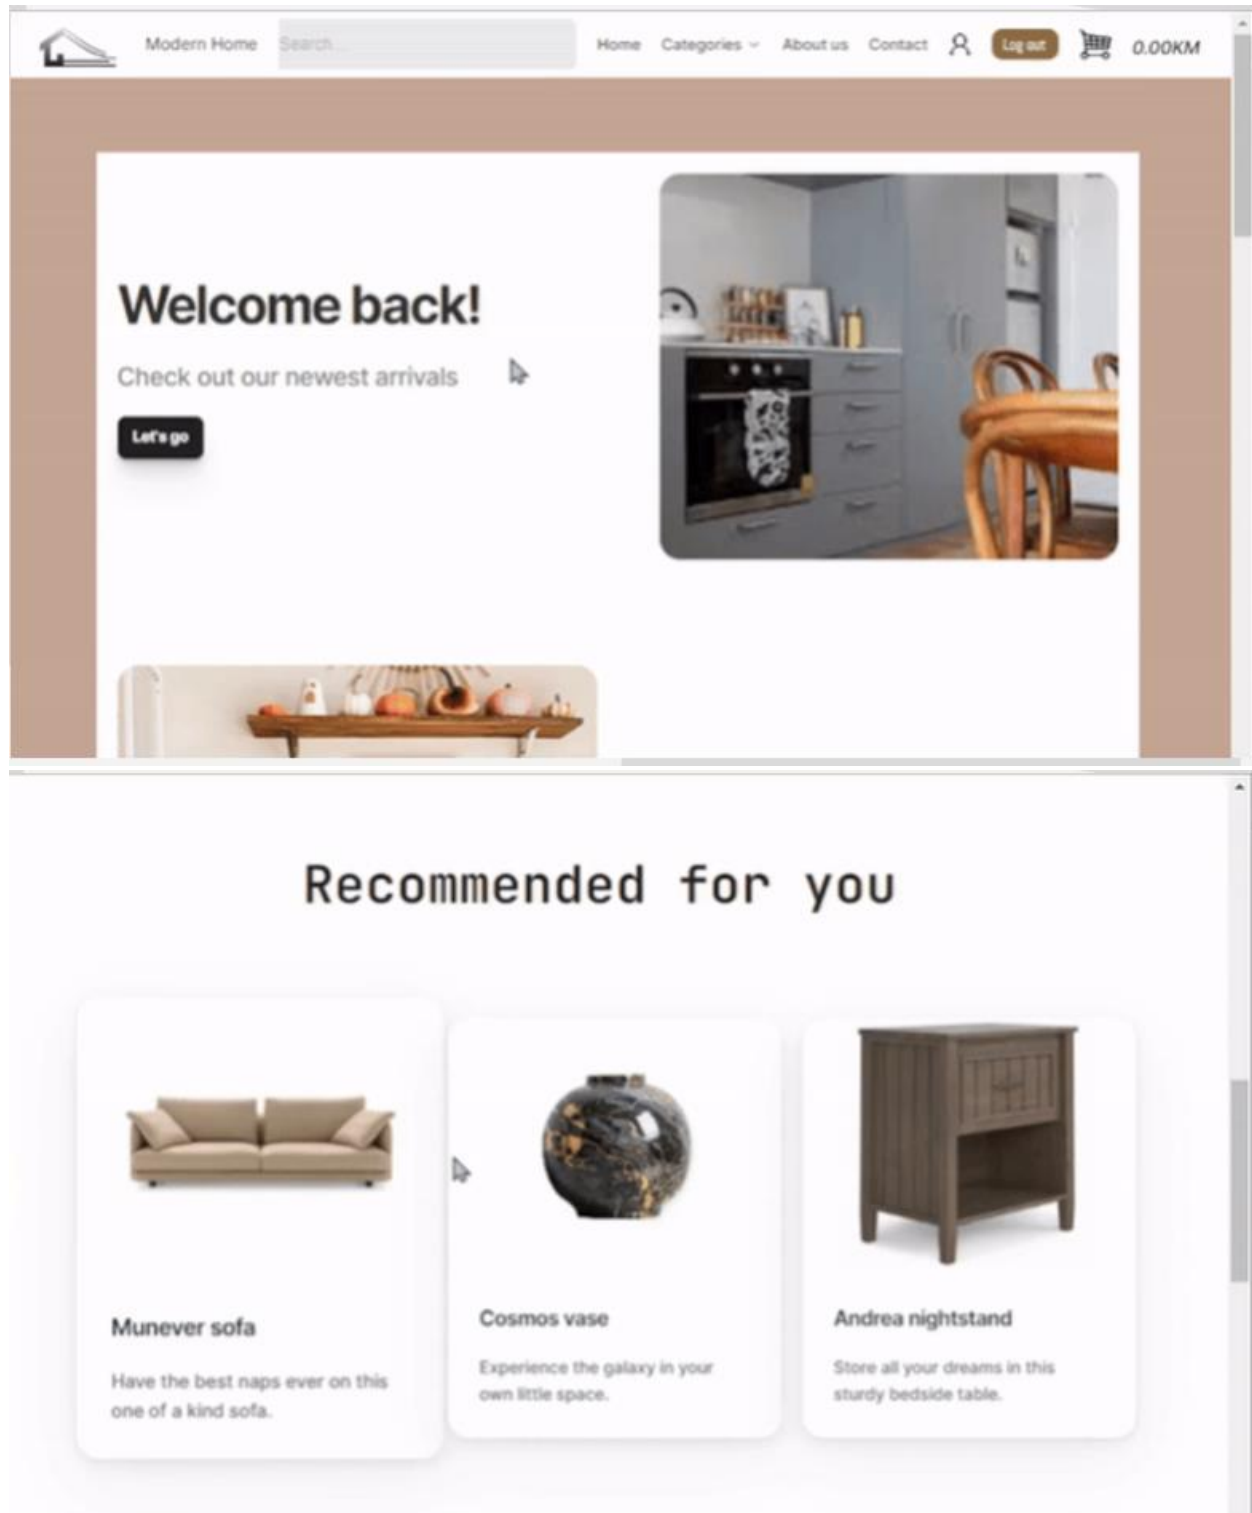 Modern Home Search... Home Categories About us Contact Log out 0.00KM
Welcome back!
Check out our newest arrivals
Let's go
Recommended for you
Munever sofa
Have the best naps ever on this
one of a kind sofa.
Cosmos vase
Experience the galaxy in your
own little space.
Andrea nightstand
Store all your dreams in this
sturdy bedside table.